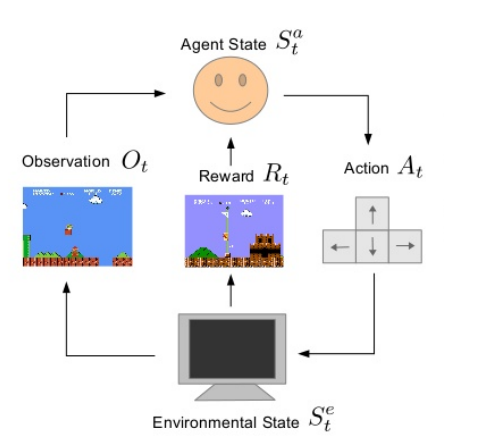 Agent State $S_t^a$
Observation $O_t$
Reward $R_t$
Action $A_t$
Environmental State $S_t^e$